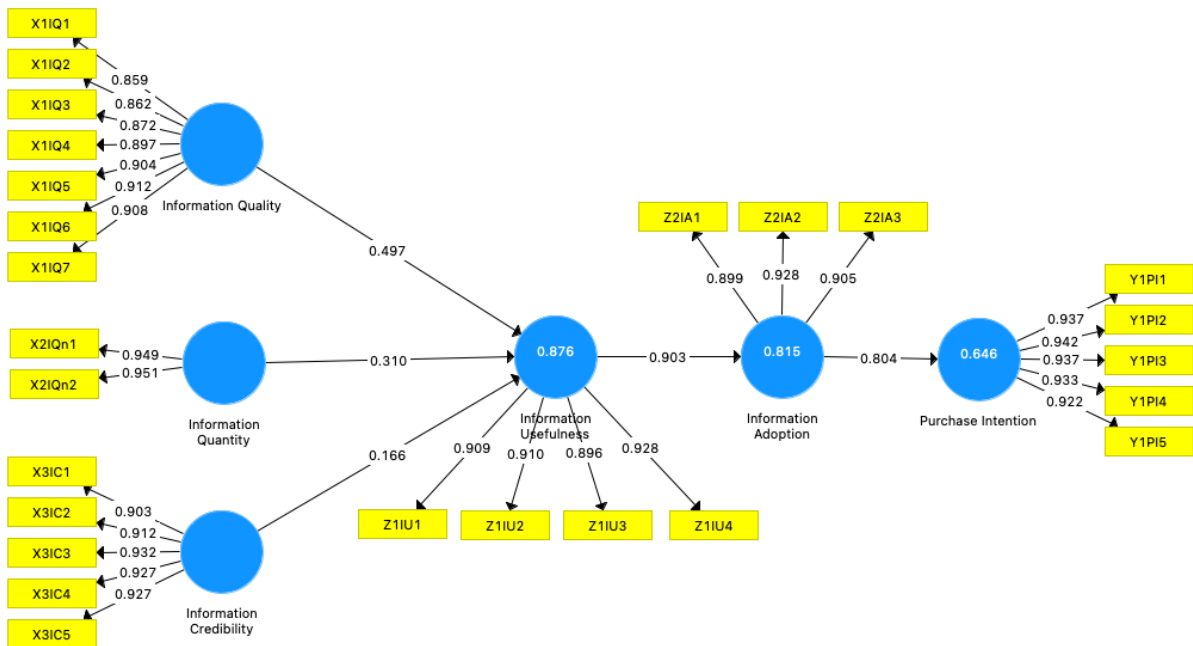 X1IQ1
X1IQ2
X1IQ3
X1IQ4
X1IQ5
X1IQ6
X1IQ7
0.859
0.862
0.872
0.897
0.904
0.912
0.908
Information Quality
0.497
X2IQn1
X2IQn2
0.949
0.951
Information
Quantity
0.310
X3IC1
X3IC2
X3IC3
X3IC4
X3IC5
0.903
0.912
0.932
0.927
0.927
Information
Credibility
0.166
0.876
Information
Usefulness
0.909
0.910
0.896
0.928
Z1IU1
Z1IU2
Z1IU3
Z1IU4
0.903
Z2IA1
Z2IA2
Z2IA3
0.899
0.928
0.905
0.815
Information
Adoption
0.804
0.646
Purchase Intention
0.937
0.942
0.937
0.933
0.922
Y1PI1
Y1PI2
Y1PI3
Y1PI4
Y1PI5